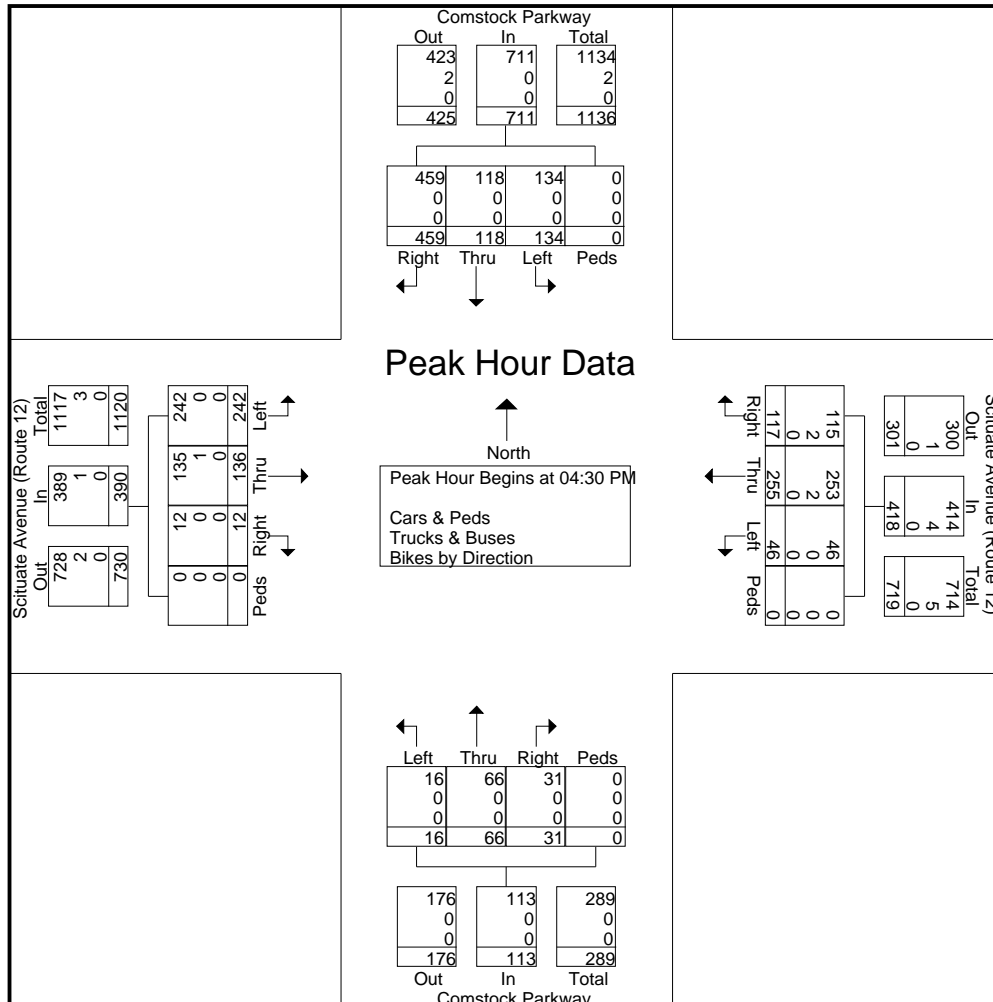 Comstock Parkway
Out In Total
423 711 1134
2 0 2
0 0 0
425 711 1136
459 118 134 0
0 0 0 0
0 0 0 0
459 118 134 0
Right Thru Left Peds
Peak Hour Data
North
Peak Hour Begins at 04:30 PM
Cars & Peds
Trucks & Buses
Bikes by Direction
Scituate Avenue (Route 12)
Total In Out
1117 389 728
3 1 2
0 0 0
1120 390 730
242 135 12 0
0 1 0 0
0 0 0 0
242 136 12 0
Left Thru Right Peds
Right Thru Left Peds
117 255 46 0
0 0 0 0
2 2 0 0
115 253 46 0
301 418 719
0 0 0
1 4 5
300 414 714
Out In Total
Scituate Avenue (Route 12)
Left Thru Right Peds
16 66 31 0
0 0 0 0
0 0 0 0
16 66 31 0
176 113 289
0 0 0
0 0 0
176 113 289
Out In Total
Comstock Parkway